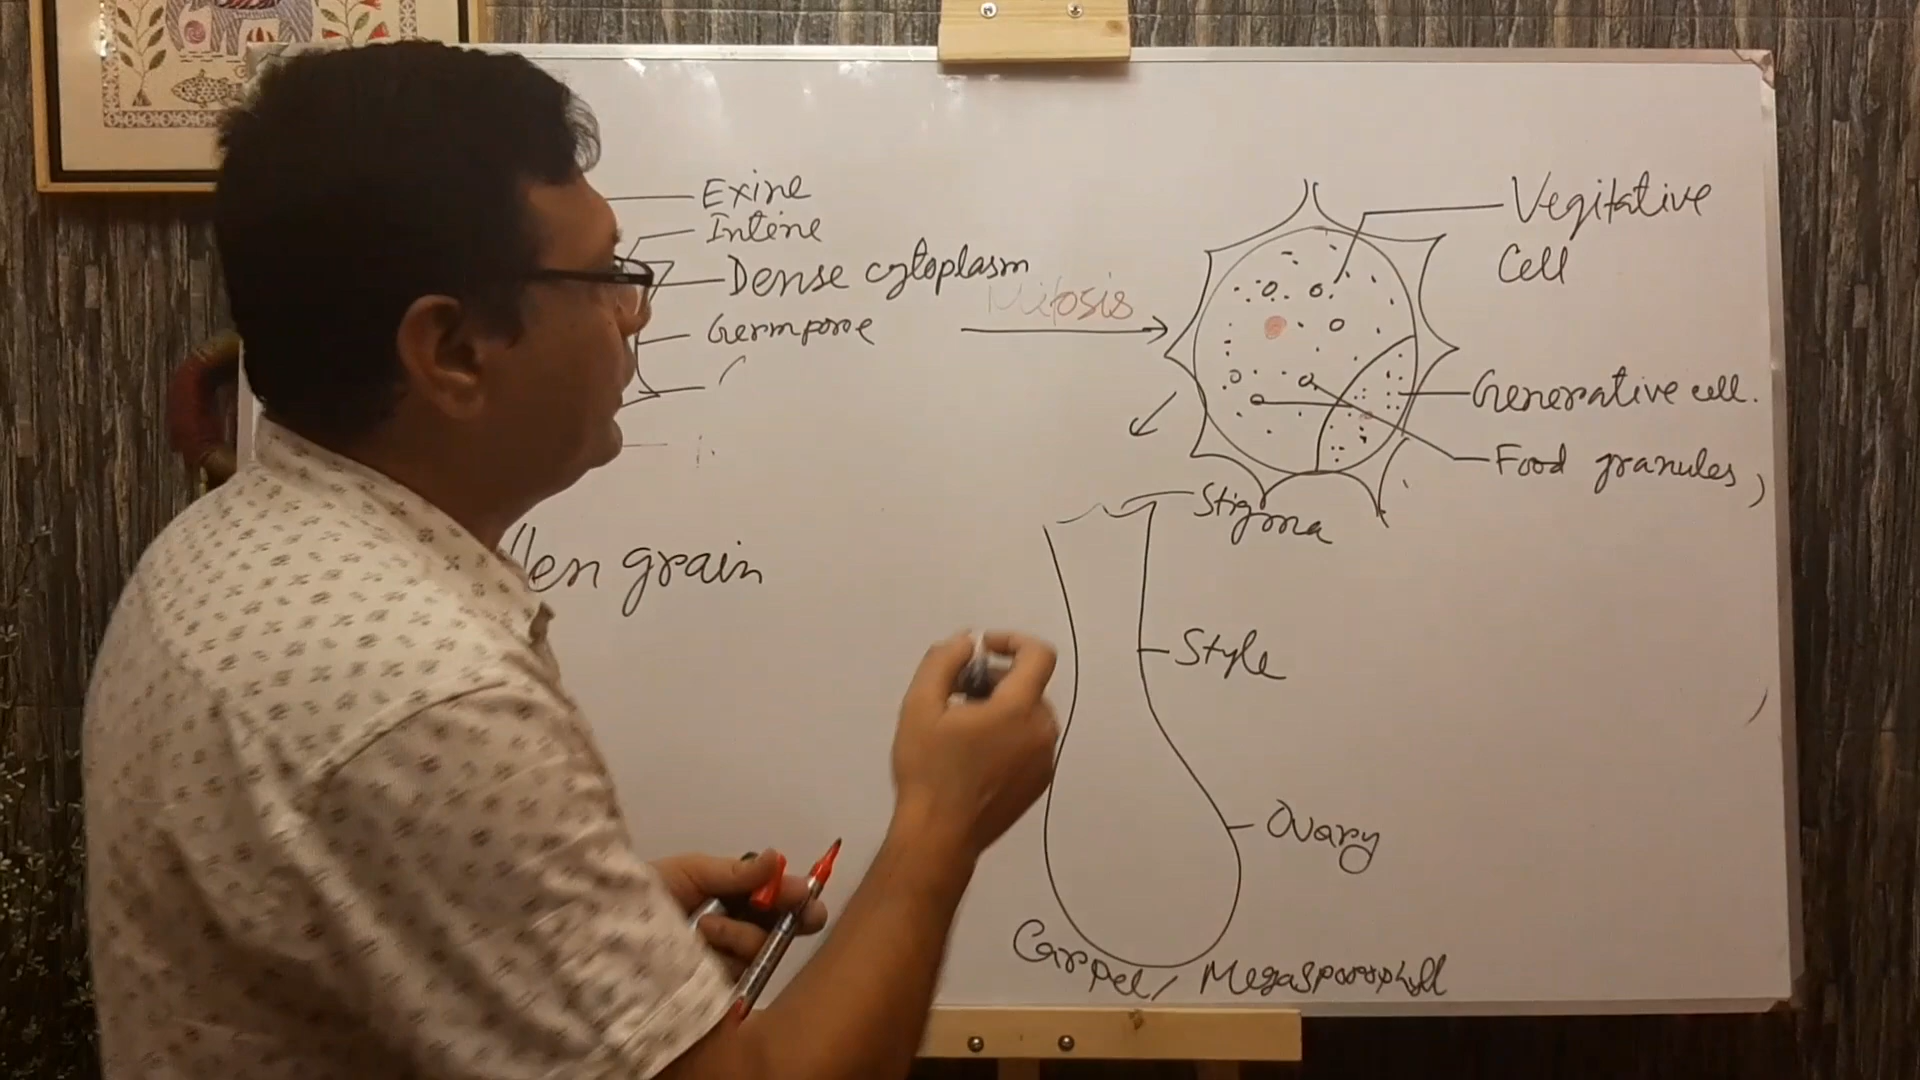 Exine
Intine
Dense cytoplasm
Germpore
Mitosis
Vegitative
Cell
Generative cell.
Food granules,
Stigma
llen grain
Style
Ovary
Carpel / Megasporophyll